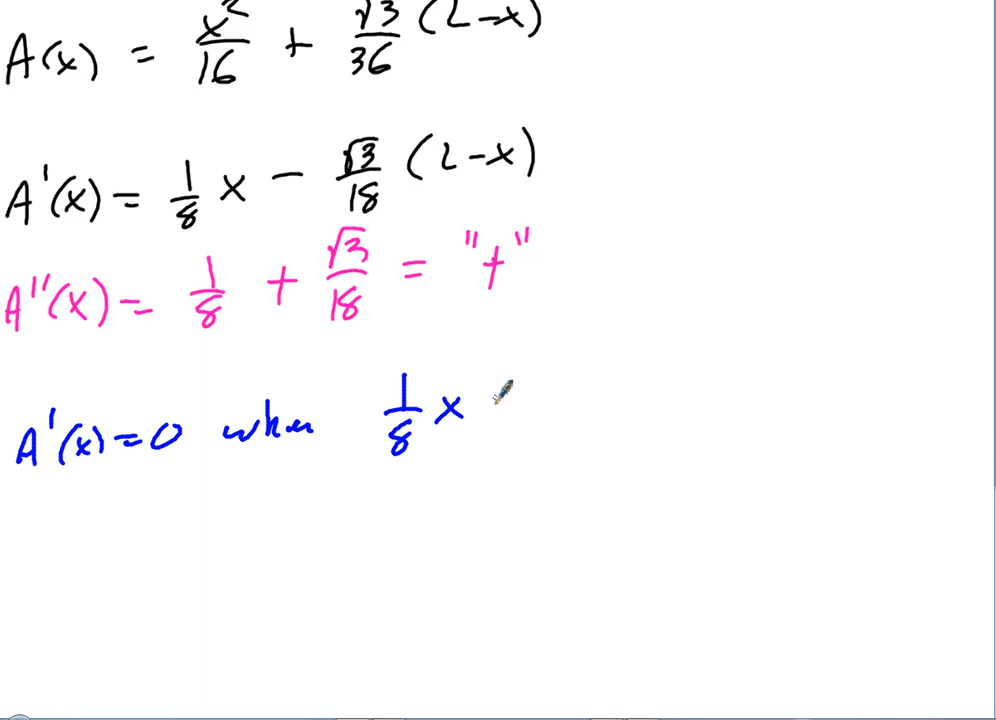 A(x) = x²/16 + √3/36 (L-x)
A'(x) = 1/8 x - √3/18 (L-x)
A''(x) = 1/8 + √3/18 = "+"
A'(x) = 0 when 1/8 x